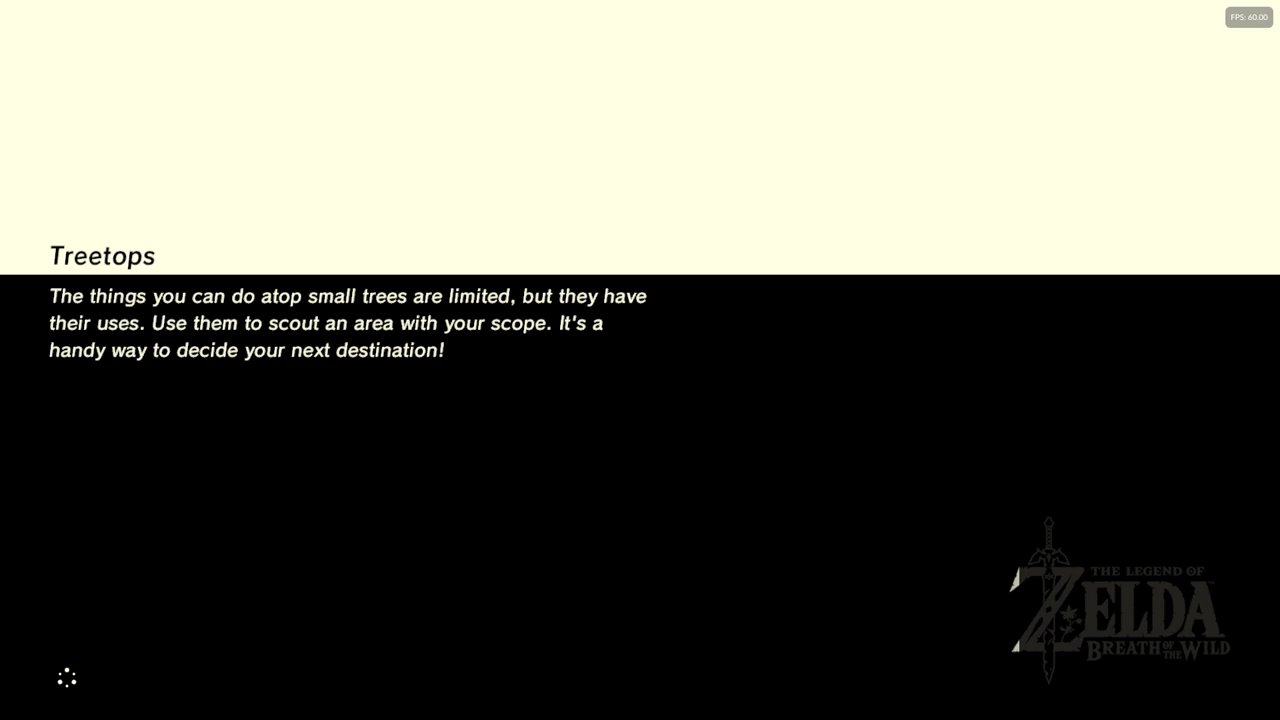 FPS: 60.00
Treetops
The things you can do atop small trees are limited, but they have
their uses. Use them to scout an area with your scope. It's a
handy way to decide your next destination!
THE LEGEND OF
ZELDA
BREATH OF THE WILD